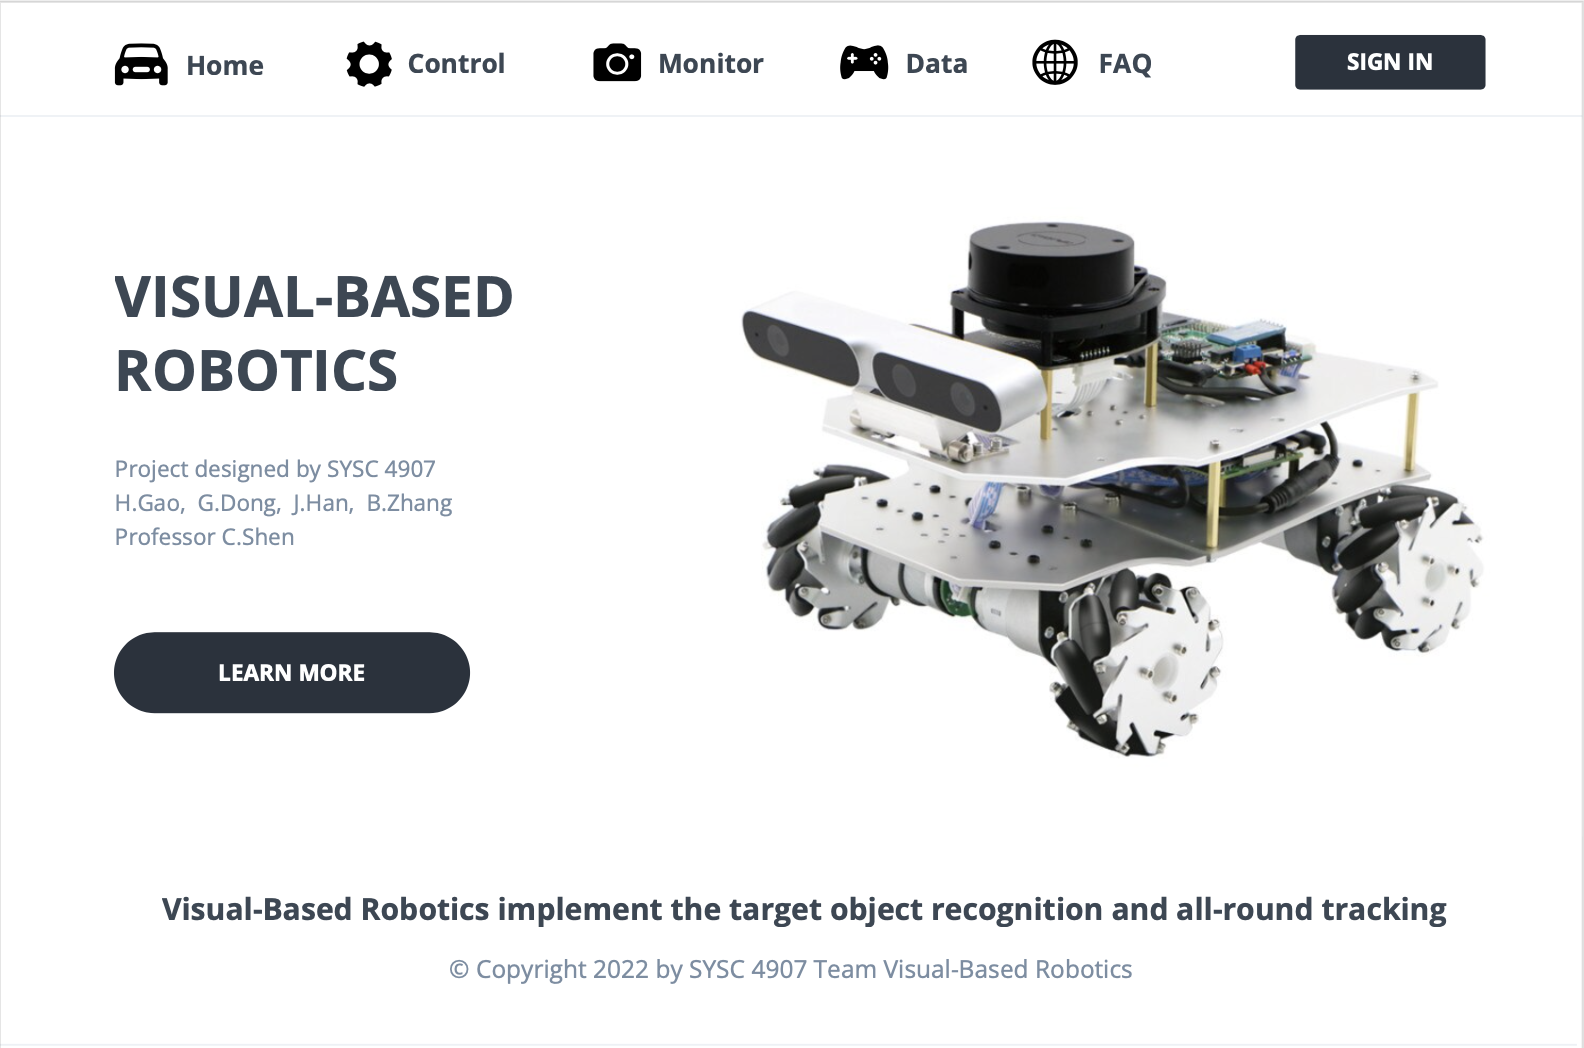 Home
Control
Monitor
Data
FAQ
SIGN IN
VISUAL-BASED
ROBOTICS
Project designed by SYSC 4907
H.Gao, G.Dong, J.Han, B.Zhang
Professor C.Shen
LEARN MORE
Visual-Based Robotics implement the target object recognition and all-round tracking
© Copyright 2022 by SYSC 4907 Team Visual-Based Robotics